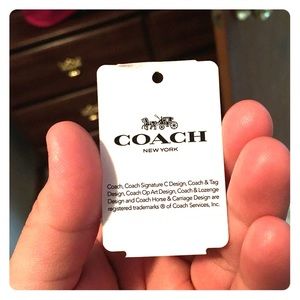 COACH
NEW YORK
Coach, Coach Signature C Design, Coach & Tag
Design, Coach Op Art Design, Coach & Lozenge
Design and Coach Horse & Carriage Design are
registered trademarks ® of Coach Services, Inc.